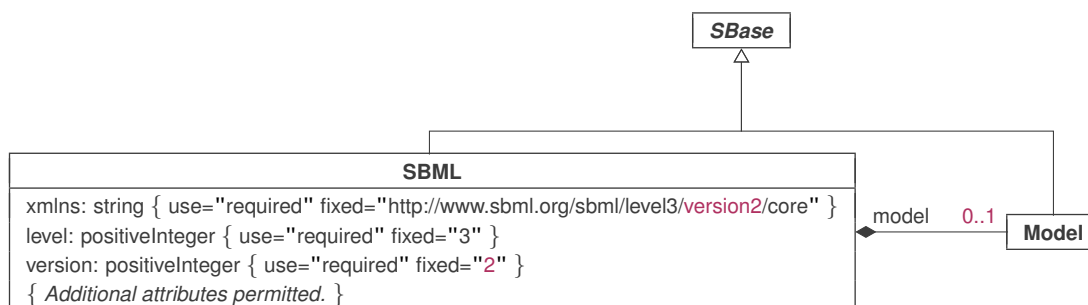 SBase
SBML
xmlns: string { use="required" fixed="http://www.sbml.org/sbml/level3/version2/core" }
level: positiveInteger { use="required" fixed="3" }
version: positiveInteger { use="required" fixed="2" }
{ Additional attributes permitted. }
model 0..1
Model